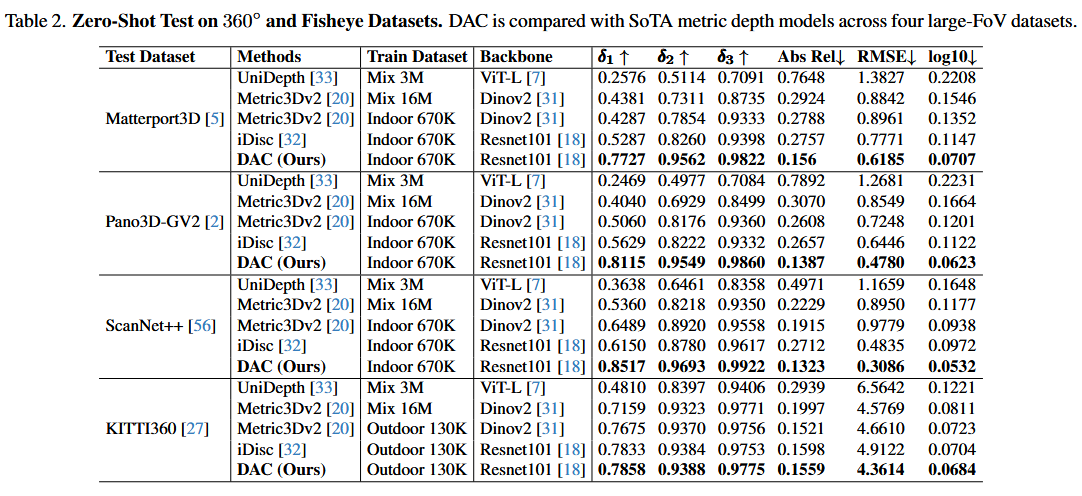 Table 2. Zero-Shot Test on 360° and Fisheye Datasets. DAC is compared with SoTA metric depth models across four large-FoV datasets.
Test Dataset Methods Train Dataset Backbone δ1 ↑ δ2 ↑ δ3 ↑ Abs Rel↓ RMSE↓ log10↓
UniDepth [33] Mix 3M ViT-L [7] 0.2576 0.5114 0.7091 0.7648 1.3827 0.2208
Metric3Dv2 [20] Mix 16M Dinov2 [31] 0.4381 0.7311 0.8735 0.2924 0.8842 0.1546
Matterport3D [5] Metric3Dv2 [20] Indoor 670K Dinov2 [31] 0.4287 0.7854 0.9333 0.2788 0.8961 0.1352
iDisc [32] Indoor 670K Resnet101 [18] 0.5287 0.8260 0.9398 0.2757 0.7771 0.1147
DAC (Ours) Indoor 670K Resnet101 [18] 0.7727 0.9562 0.9822 0.156 0.6185 0.0707
UniDepth [33] Mix 3M ViT-L [7] 0.2469 0.4977 0.7084 0.7892 1.2681 0.2231
Metric3Dv2 [20] Mix 16M Dinov2 [31] 0.4040 0.6929 0.8499 0.3070 0.8549 0.1664
Pano3D-GV2 [2] Metric3Dv2 [20] Indoor 670K Dinov2 [31] 0.5060 0.8176 0.9360 0.2608 0.7248 0.1201
iDisc [32] Indoor 670K Resnet101 [18] 0.5629 0.8222 0.9332 0.2657 0.6446 0.1122
DAC (Ours) Indoor 670K Resnet101 [18] 0.8115 0.9549 0.9860 0.1387 0.4780 0.0623
UniDepth [33] Mix 3M ViT-L [7] 0.3638 0.6461 0.8358 0.4971 1.1659 0.1648
Metric3Dv2 [20] Mix 16M Dinov2 [31] 0.5360 0.8218 0.9350 0.2229 0.8950 0.1177
ScanNet++ [56] Metric3Dv2 [20] Indoor 670K Dinov2 [31] 0.6489 0.8920 0.9558 0.1915 0.9779 0.0938
iDisc [32] Indoor 670K Resnet101 [18] 0.6150 0.8780 0.9617 0.2712 0.4835 0.0972
DAC (Ours) Indoor 670K Resnet101 [18] 0.8517 0.9693 0.9922 0.1323 0.3086 0.0532
UniDepth [33] Mix 3M ViT-L [7] 0.4810 0.8397 0.9406 0.2939 6.5642 0.1221
Metric3Dv2 [20] Mix 16M Dinov2 [31] 0.7159 0.9323 0.9771 0.1997 4.5769 0.0811
KITTI360 [27] Metric3Dv2 [20] Outdoor 130K Dinov2 [31] 0.7675 0.9370 0.9756 0.1521 4.6610 0.0723
iDisc [32] Outdoor 130K Resnet101 [18] 0.7833 0.9384 0.9753 0.1598 4.9122 0.0704
DAC (Ours) Outdoor 130K Resnet101 [18] 0.7858 0.9388 0.9775 0.1559 4.3614 0.0684